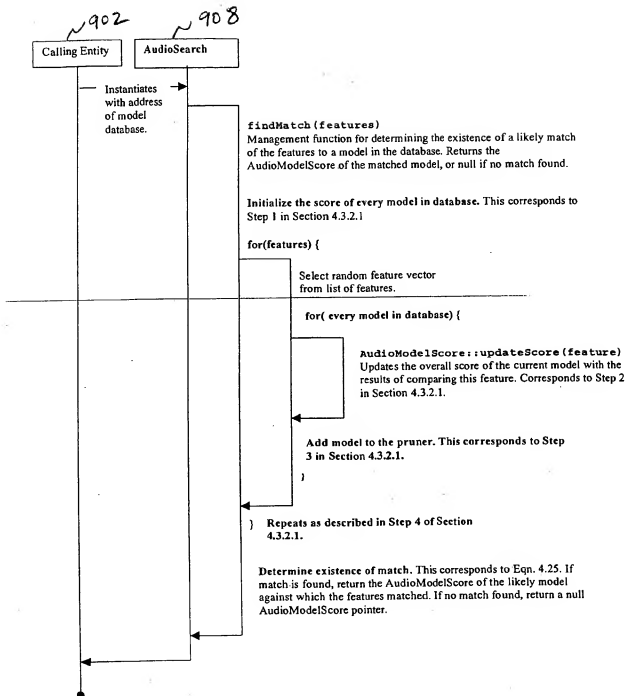 902
908
Calling Entity
AudioSearch
Instantiates
with address
of model
database.
findMatch(features)
Management function for determining the existence of a likely match
of the features to a model in the database. Returns the
AudioModelScore of the matched model, or null if no match found.
Initialize the score of every model in database. This corresponds to
Step 1 in Section 4.3.2.1
for(features) {
Select random feature vector
from list of features.
for( every model in database) {
AudioModelScore::updateScore(feature)
Updates the overall score of the current model with the
results of comparing this feature. Corresponds to Step 2
in Section 4.3.2.1.
Add model to the pruner. This corresponds to Step
3 in Section 4.3.2.1.
}
} Repeats as described in Step 4 of Section
4.3.2.1.
Determine existence of match. This corresponds to Eqn. 4.25. If
match is found, return the AudioModelScore of the likely model
against which the features matched. If no match found, return a null
AudioModelScore pointer.